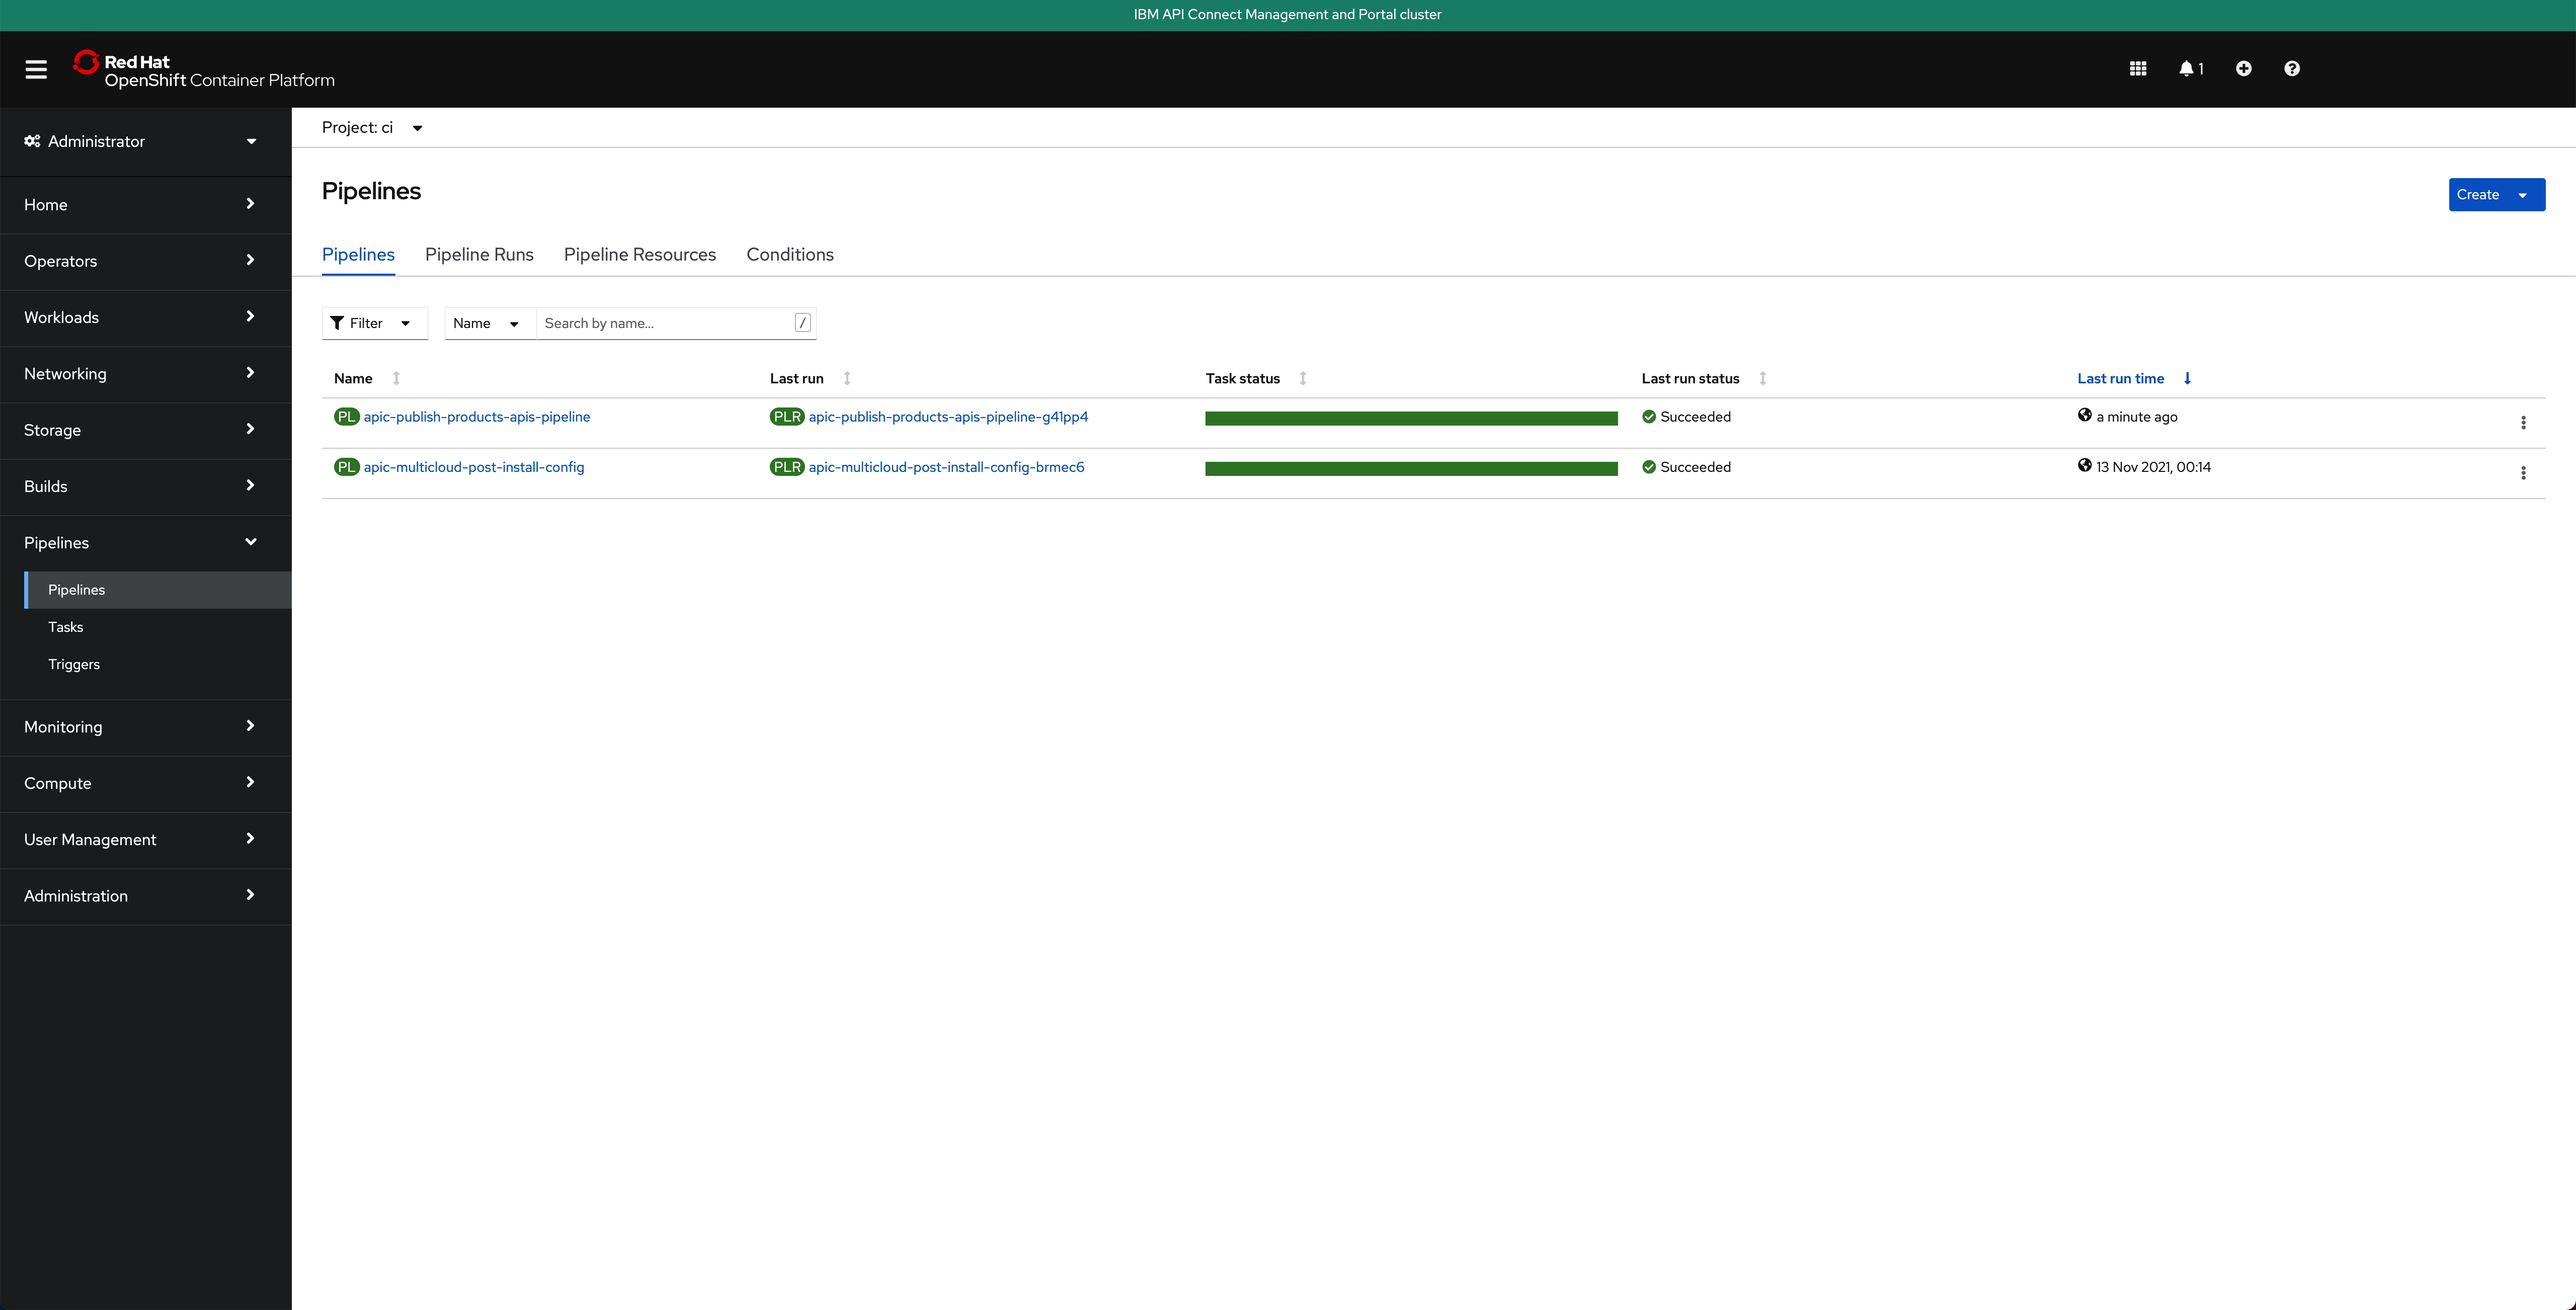 IBM API Connect Management and Portal cluster
Red Hat
OpenShift Container Platform
1
Administrator
Project: ci
Home
Operators
Workloads
Networking
Storage
Builds
Pipelines
Pipelines
Tasks
Triggers
Monitoring
Compute
User Management
Administration
Pipelines
Create
Pipelines Pipeline Runs Pipeline Resources Conditions
Filter Name Search by name... /
Name Last run Task status Last run status Last run time
PL apic-publish-products-apis-pipeline PLR apic-publish-products-apis-pipeline-g41pp4 Succeeded a minute ago
PL apic-multicloud-post-install-config PLR apic-multicloud-post-install-config-brmec6 Succeeded 13 Nov 2021, 00:14